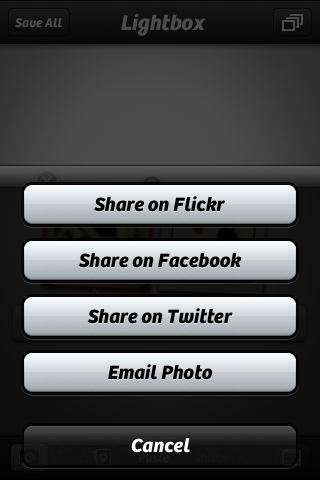 Save All
Lightbox
Share on Flickr
Share on Facebook
Share on Twitter
Email Photo
Cancel